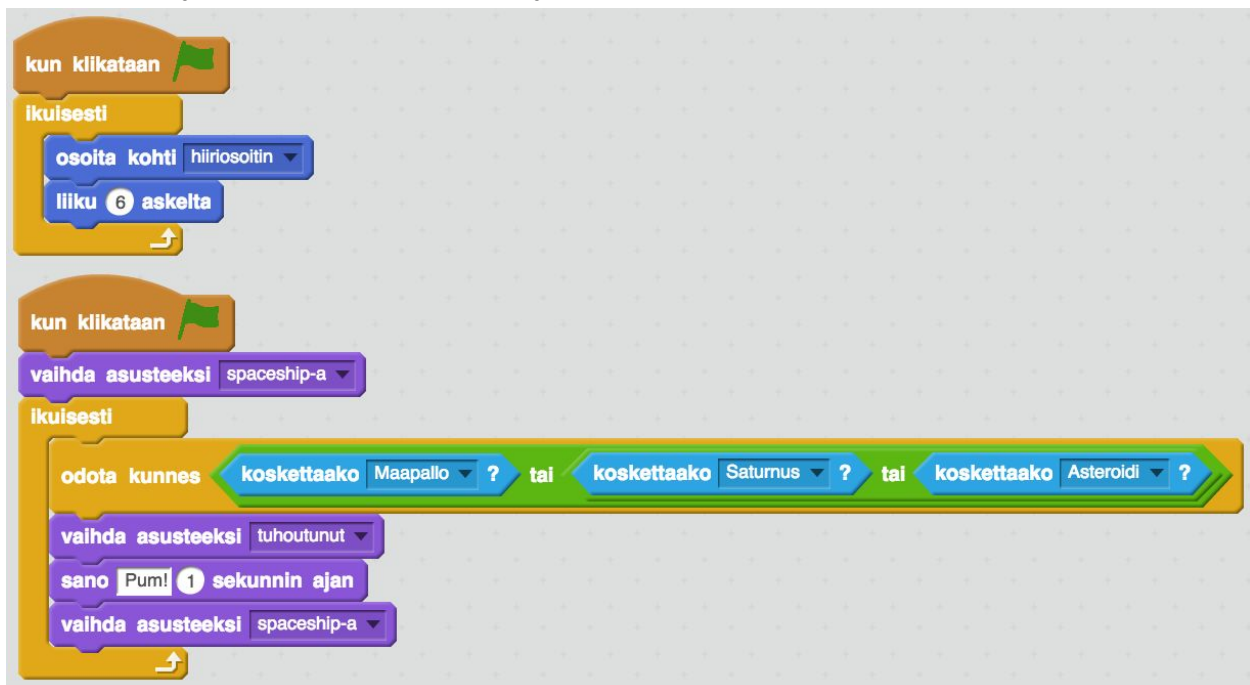 kun klikataan
ikuisesti
osoita kohti hiiriosoitin
liiku 6 askelta
kun klikataan
vaihda asusteeksi spaceship-a
ikuisesti
odota kunnes koskettaako Maapallo ? tai koskettaako Saturnus ? tai koskettaako Asteroidi ?
vaihda asusteeksi tuhoutunut
sano Pum! 1 sekunnin ajan
vaihda asusteeksi spaceship-a